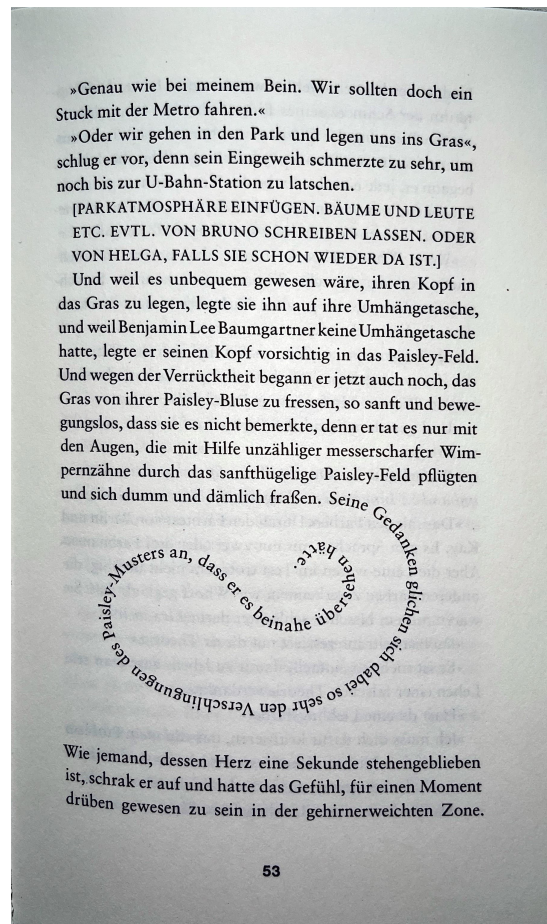 »Genau wie bei meinem Bein. Wir sollten doch ein
Stuck mit der Metro fahren.«
»Oder wir gehen in den Park und legen uns ins Gras«,
schlug er vor, denn sein Eingeweih schmerzte zu sehr, um
noch bis zur U-Bahn-Station zu latschen.
[PARKATMOSPHÄRE EINFÜGEN. BÄUME UND LEUTE
ETC. EVTL. VON BRUNO SCHREIBEN LASSEN. ODER
VON HELGA, FALLS SIE SCHON WIEDER DA IST.]
Und weil es unbequem gewesen wäre, ihren Kopf in
das Gras zu legen, legte sie ihn auf ihre Umhängetasche,
und weil Benjamin Lee Baumgartner keine Umhängetasche
hatte, legte er seinen Kopf vorsichtig in das Paisley-Feld.
Und wegen der Verrücktheit begann er jetzt auch noch, das
Gras von ihrer Paisley-Bluse zu fressen, so sanft und bewe-
gungslos, dass sie es nicht bemerkte, denn er tat es nur mit
den Augen, die mit Hilfe unzähliger messerscharfer Wim-
pernzähne durch das sanfthügelige Paisley-Feld pflügten
und sich dumm und dämlich fraßen. Seine Gedanken glichen sich dabei so sehr den Verschlingungen des Paisley-Musters an, dass er es beinahe übersehen hätte.
Wie jemand, dessen Herz eine Sekunde stehengeblieben
ist, schrak er auf und hatte das Gefühl, für einen Moment
drüben gewesen zu sein in der gehirnerweichten Zone.
53